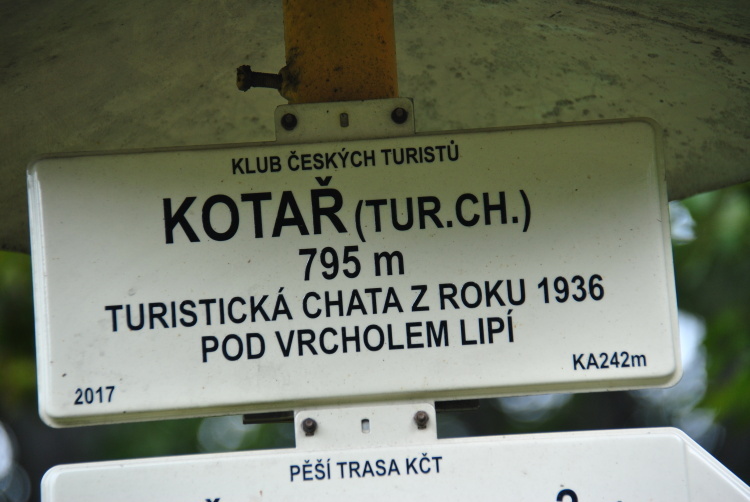 KLUB ČESKÝCH TURISTŮ
KOTAŘ (TUR.CH.)
795 m
TURISTICKÁ CHATA Z ROKU 1936
POD VRCHOLEM LIPÍ
2017 KA242m
PĚŠÍ TRASA KČT